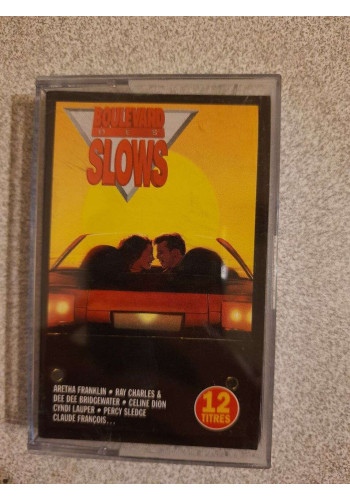 BOULEVARD
SLOWS
ARETHA FRANKLIN • RAY CHARLES &
DEE DEE BRIDGEWATER • CELINE DION
CYNDI LAUPER • PERCY SLEDGE
CLAUDE FRANÇOIS...
12
TITRES